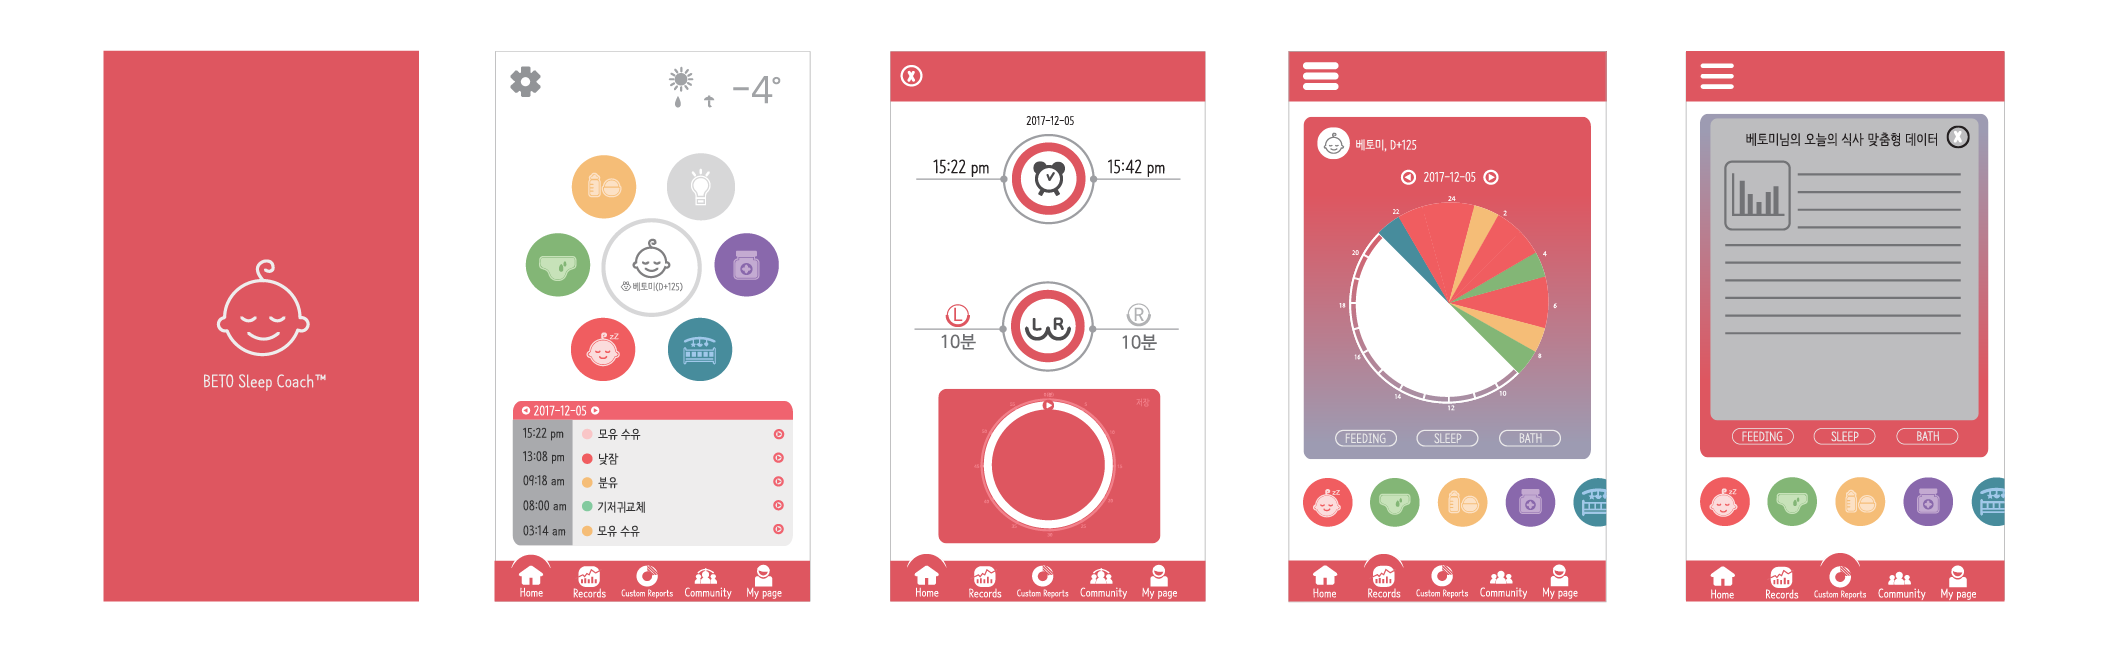 BETO Sleep Coach™
-4°
베토미(D+125)
2017-12-05
15:22 pm 모유 수유
13:08 pm 낮잠
09:18 am 분유
08:00 am 기저귀교체
03:14 am 모유 수유
Home Records Custom Reports Community My page
X
2017-12-05
15:22 pm 15:42 pm
L L R R
10분 10분
저장
Home Records Custom Reports Community My page
베토미, D+125
2017-12-05
24
22 2
20 4
18 6
16 8
14 12 10
FEEDING SLEEP BATH
zZ
Home Records Custom Reports Community My page
베토미님의 오늘의 식사 맞춤형 데이터 X
FEEDING SLEEP BATH
zZ
Home Records Custom Reports Community My page